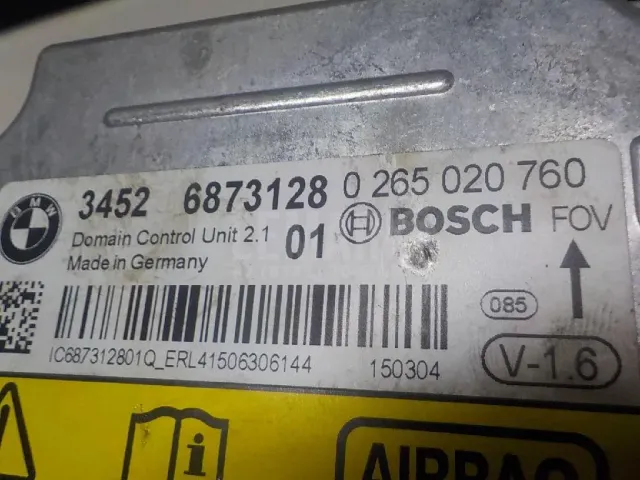 BMW
3452 6873128 0 265 020 760
Domain Control Unit 2.1 01 BOSCH FOV
Made in Germany
085
V-1.6
IC687312801Q_ERL41506306144 150304
i
AIRBAG